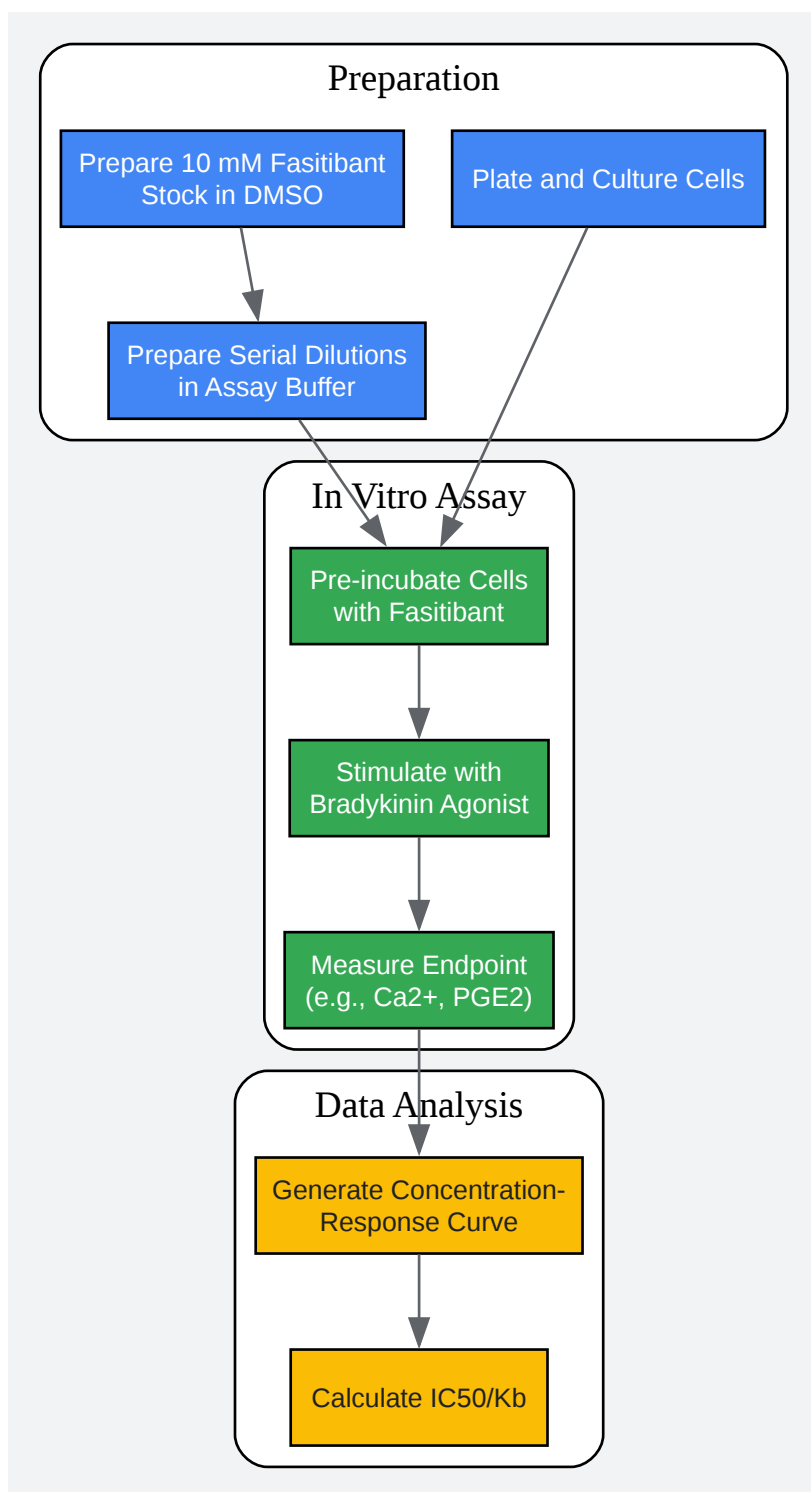 Preparation
Prepare 10 mM Fasitibant
Stock in DMSO
Plate and Culture Cells
Prepare Serial Dilutions
in Assay Buffer
In Vitro Assay
Pre-incubate Cells
with Fasitibant
Stimulate with
Bradykinin Agonist
Measure Endpoint
(e.g., Ca2+, PGE2)
Data Analysis
Generate Concentration-
Response Curve
Calculate IC50/Kb